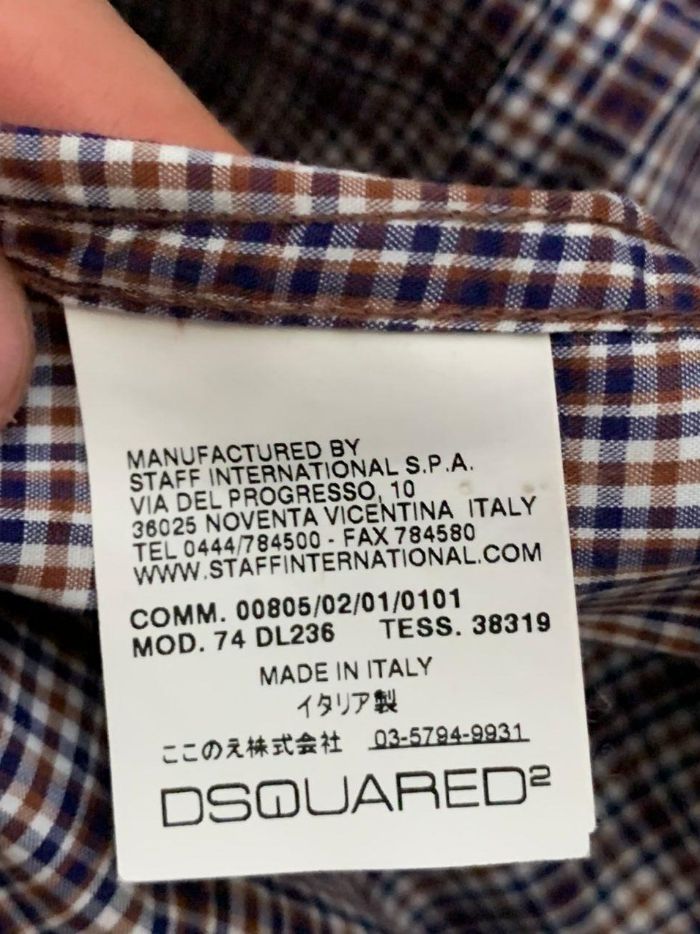 MANUFACTURED BY
STAFF INTERNATIONAL S.P.A.
VIA DEL PROGRESSO, 10
36025 NOVENTA VICENTINA ITALY
TEL 0444/784500 - FAX 784580
WWW.STAFFINTERNATIONAL.COM
COMM. 00805/02/01/0101
MOD. 74 DL236 TESS. 38319
MADE IN ITALY
イタリア製
ここのえ株式会社 03-5794-9931
DSQUARED²